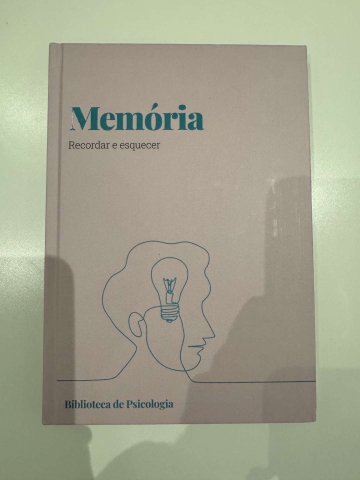 Memória
Recordar e esquecer
Biblioteca de Psicologia